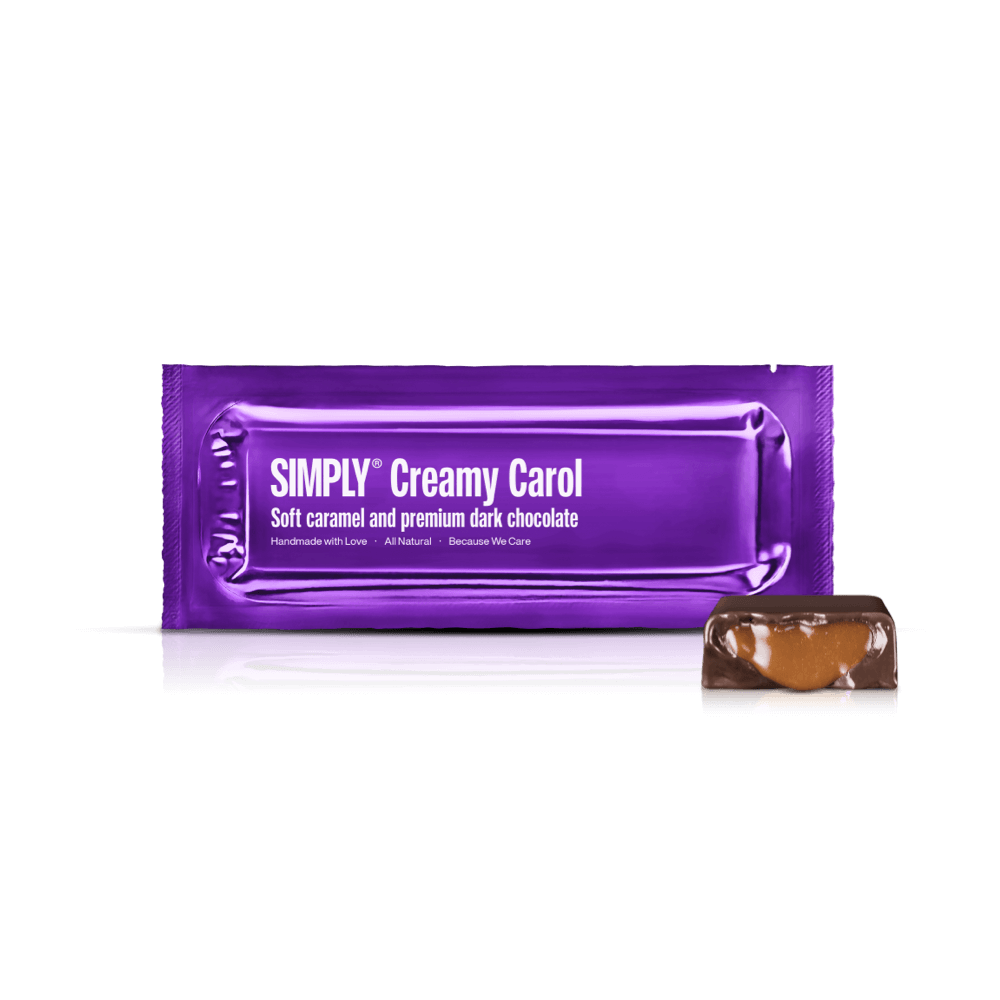 SIMPLY® Creamy Carol
Soft caramel and premium dark chocolate
Handmade with Love · All Natural · Because We Care